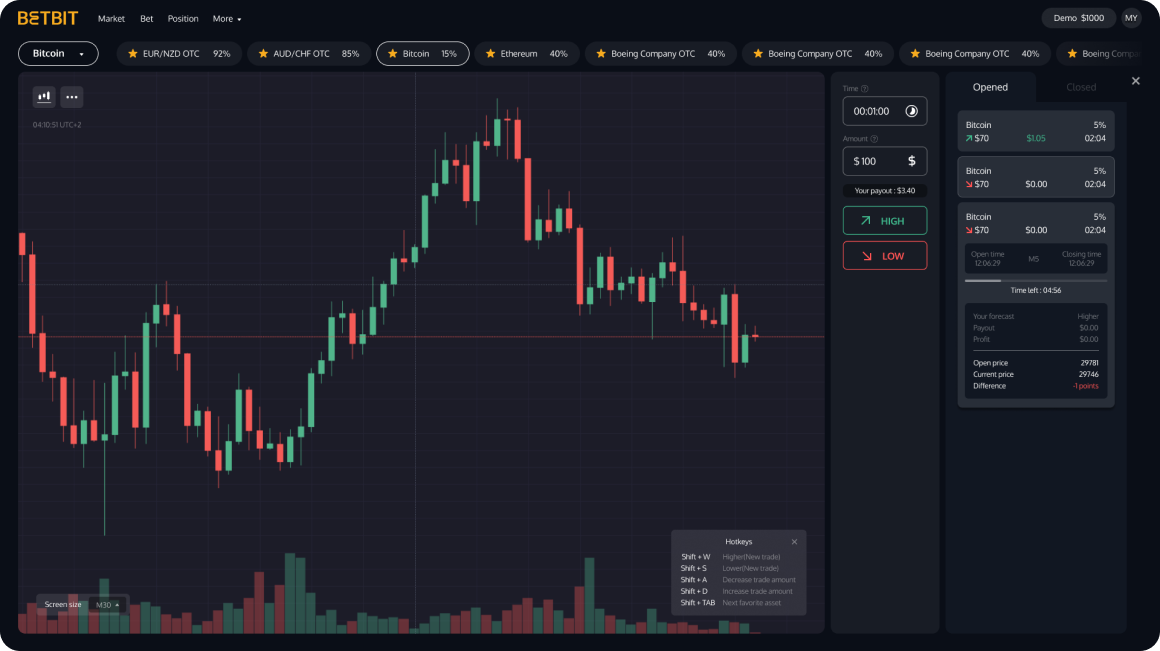 BETBIT Market Bet Position More Demo $1000 MY
Bitcoin EUR/NZD OTC 92% AUD/CHF OTC 85% Bitcoin 15% Ethereum 40% Boeing Company OTC 40% Boeing Company OTC 40% Boeing Company OTC 40% Boeing
04:10:51 UTC+2
Time
00:01:00
Amount
$ 100 $
Your payout : $3.40
HIGH
LOW
Opened Closed
Bitcoin 5%
$70 $1.05 02:04
Bitcoin 5%
$70 $0.00 02:04
Bitcoin 5%
$70 $0.00 02:04
Open time M5 Closing time
12:06:29 12:06:29
Time left : 04:56
Your forecast Higher
Payout $0.00
Profit $0.00
Open price 29781
Current price 29746
Difference -1 points
Hotkeys
Shift + W Higher(New trade)
Shift + S Lower(New trade)
Shift + A Decrease trade amount
Shift + D Increase trade amount
Shift + TAB Next favorite asset
Screen size M30